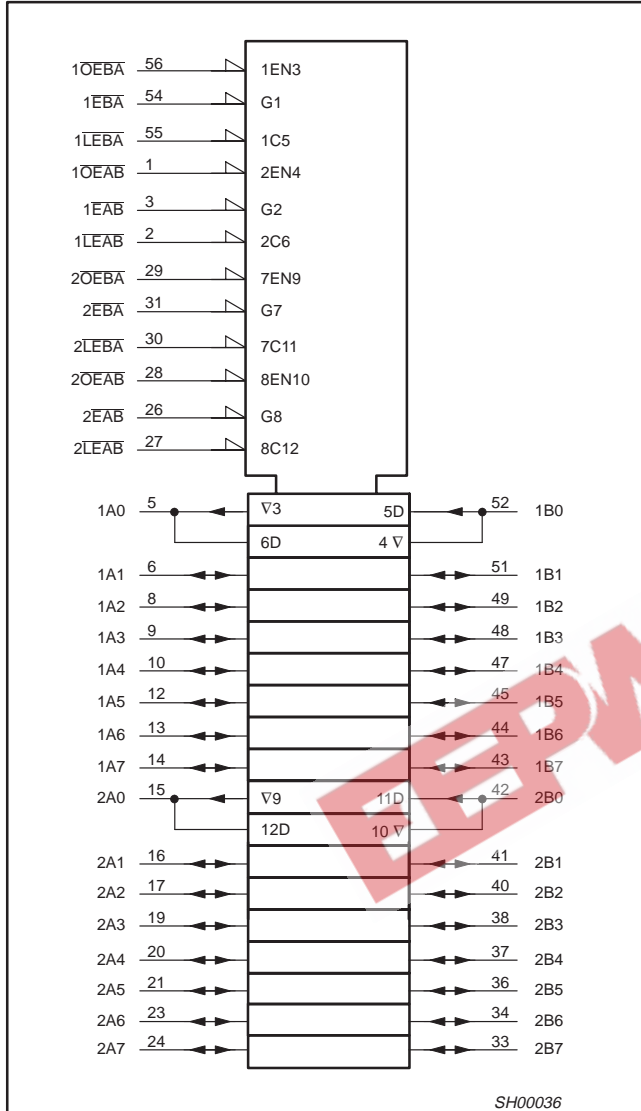 1OEBA 56 1EN3
1EBA 54 G1
1LEBA 55 1C5
1OEAB 1 2EN4
1EAB 3 G2
1LEAB 2 2C6
2OEBA 29 7EN9
2EBA 31 G7
2LEBA 30 7C11
2OEAB 28 8EN10
2EAB 26 G8
2LEAB 27 8C12
1A0 5 ∇3 5D 52 1B0
6D 4 ∇
1A1 6 51 1B1
1A2 8 49 1B2
1A3 9 48 1B3
1A4 10 47 1B4
1A5 12 45 1B5
1A6 13 44 1B6
1A7 14 43 1B7
2A0 15 ∇9 11D 42 2B0
12D 10 ∇
2A1 16 41 2B1
2A2 17 40 2B2
2A3 19 38 2B3
2A4 20 37 2B4
2A5 21 36 2B5
2A6 23 34 2B6
2A7 24 33 2B7
SH00036